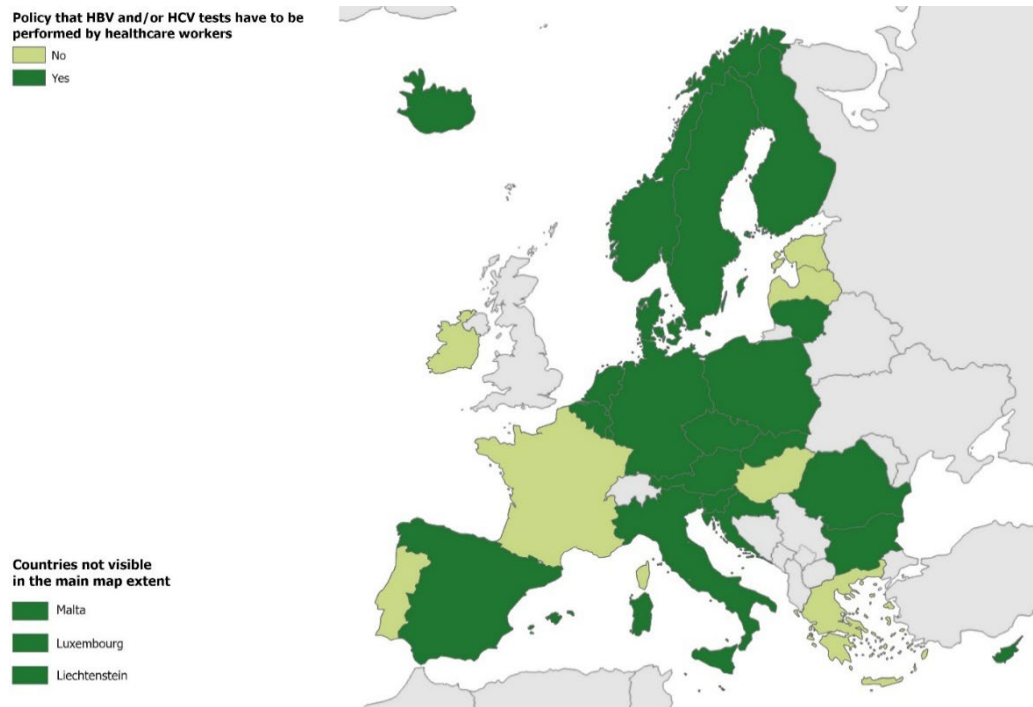 Policy that HBV and/or HCV tests have to be
performed by healthcare workers
No
Yes
Countries not visible
in the main map extent
Malta
Luxembourg
Liechtenstein